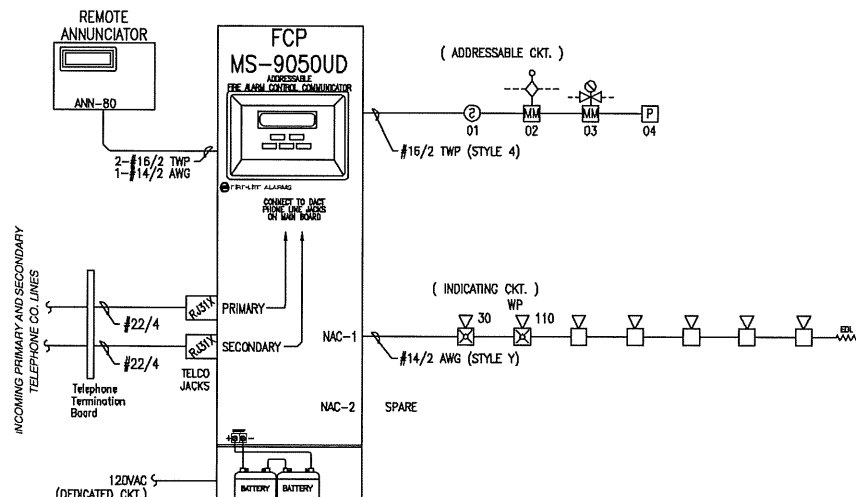 REMOTE
ANNUNCIATOR
ANN-80
2-#16/2 TWP
1-#14/2 AWG
FCP
MS-9050UD
ADDRESSABLE
FIRE ALARM CONTROL COMMUNICATOR
FIRE-LITE ALARMS
CONNECT TO DACT
PHONE LINE JACKS
ON MAIN BOARD
( ADDRESSABLE CKT. )
S
01
MM
02
MM
03
P
04
#16/2 TWP (STYLE 4)
INCOMING PRIMARY AND SECONDARY
TELEPHONE CO. LINES
#22/4
#22/4
Telephone
Termination
Board
RJ31X
RJ31X
TELCO
JACKS
PRIMARY
SECONDARY
( INDICATING CKT. )
WP
30
110
NAC-1
#14/2 AWG (STYLE Y)
EOL
NAC-2
SPARE
+ -
BATTERY
BATTERY
120VAC
(DEDICATED CKT.)